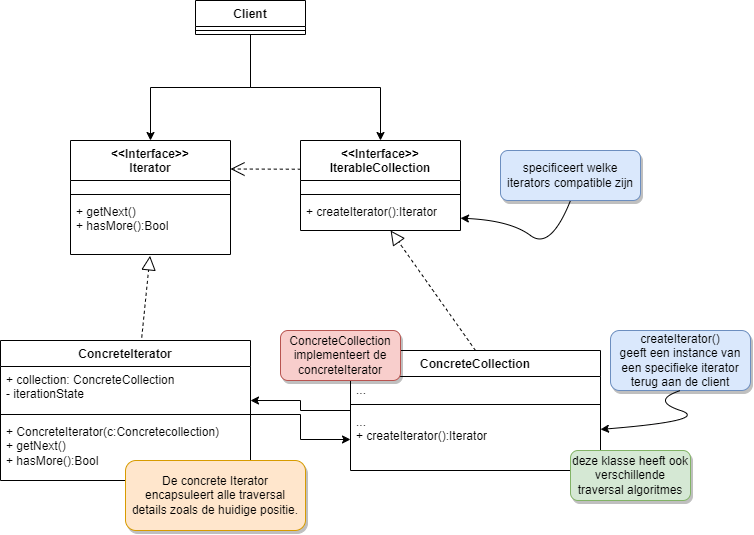 Client
<<Interface>>
Iterator
+ getNext()
+ hasMore():Bool
<<Interface>>
IterableCollection
+ createIterator():Iterator
specificeert welke
iterators compatible zijn
ConcreteIterator
+ collection: ConcreteCollection
- iterationState
+ ConcreteIterator(c:Concretecollection)
+ getNext()
+ hasMore():Bool
De concrete Iterator
encapsuleert alle traversal
details zoals de huidige positie.
ConcreteCollection
implementeert de
concreteIterator
ConcreteCollection
...
...
+ createIterator():Iterator
createIterator()
geeft een instance van
een specifieke iterator
terug aan de client
deze klasse heeft ook
verschillende
traversal algoritmes